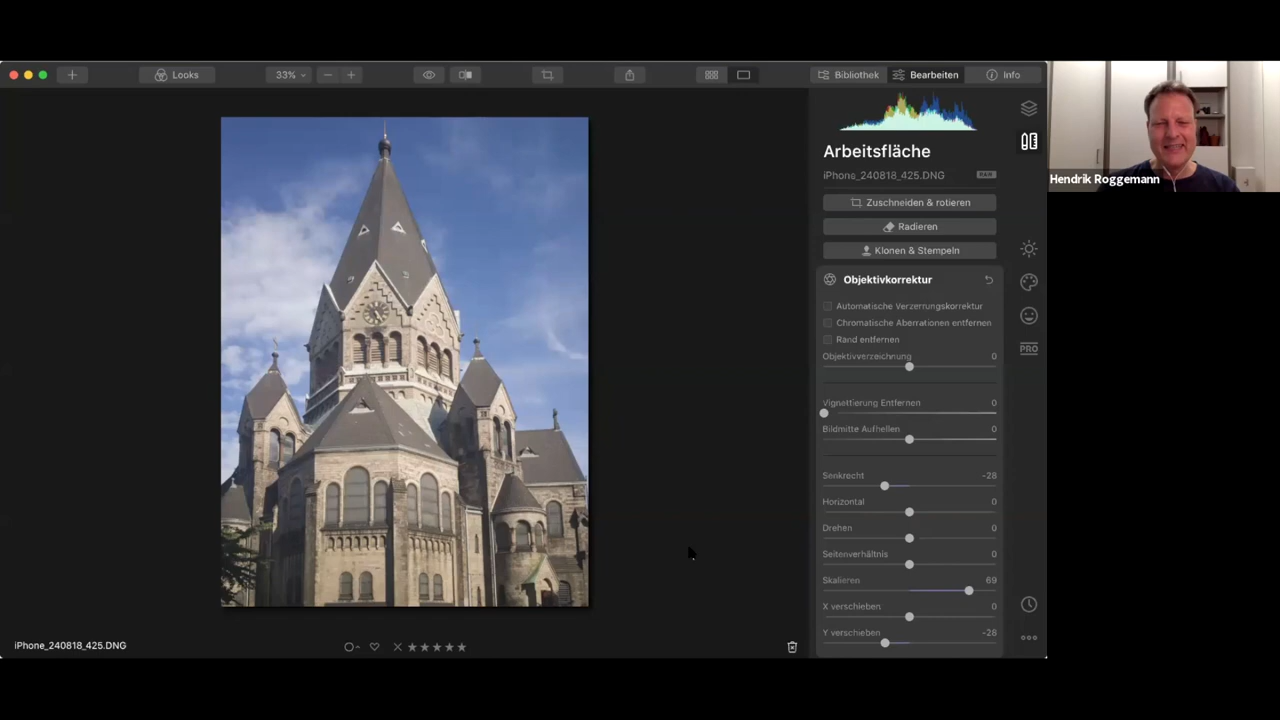 Looks
33%
Bibliothek
Bearbeiten
Info
Arbeitsfläche
iPhone_240818_425.DNG
RAW
Zuschneiden & rotieren
Radieren
Klonen & Stempeln
Objektivkorrektur
Automatische Verzerrungskorrektur
Chromatische Aberrationen entfernen
Rand entfernen
Objektivverzeichnung 0
Vignettierung Entfernen 0
Bildmitte Aufhellen 0
Senkrecht -28
Horizontal 0
Drehen 0
Seitenverhältnis 0
Skalieren 69
X verschieben 0
Y verschieben -28
PRO
iPhone_240818_425.DNG
Hendrik Roggemann